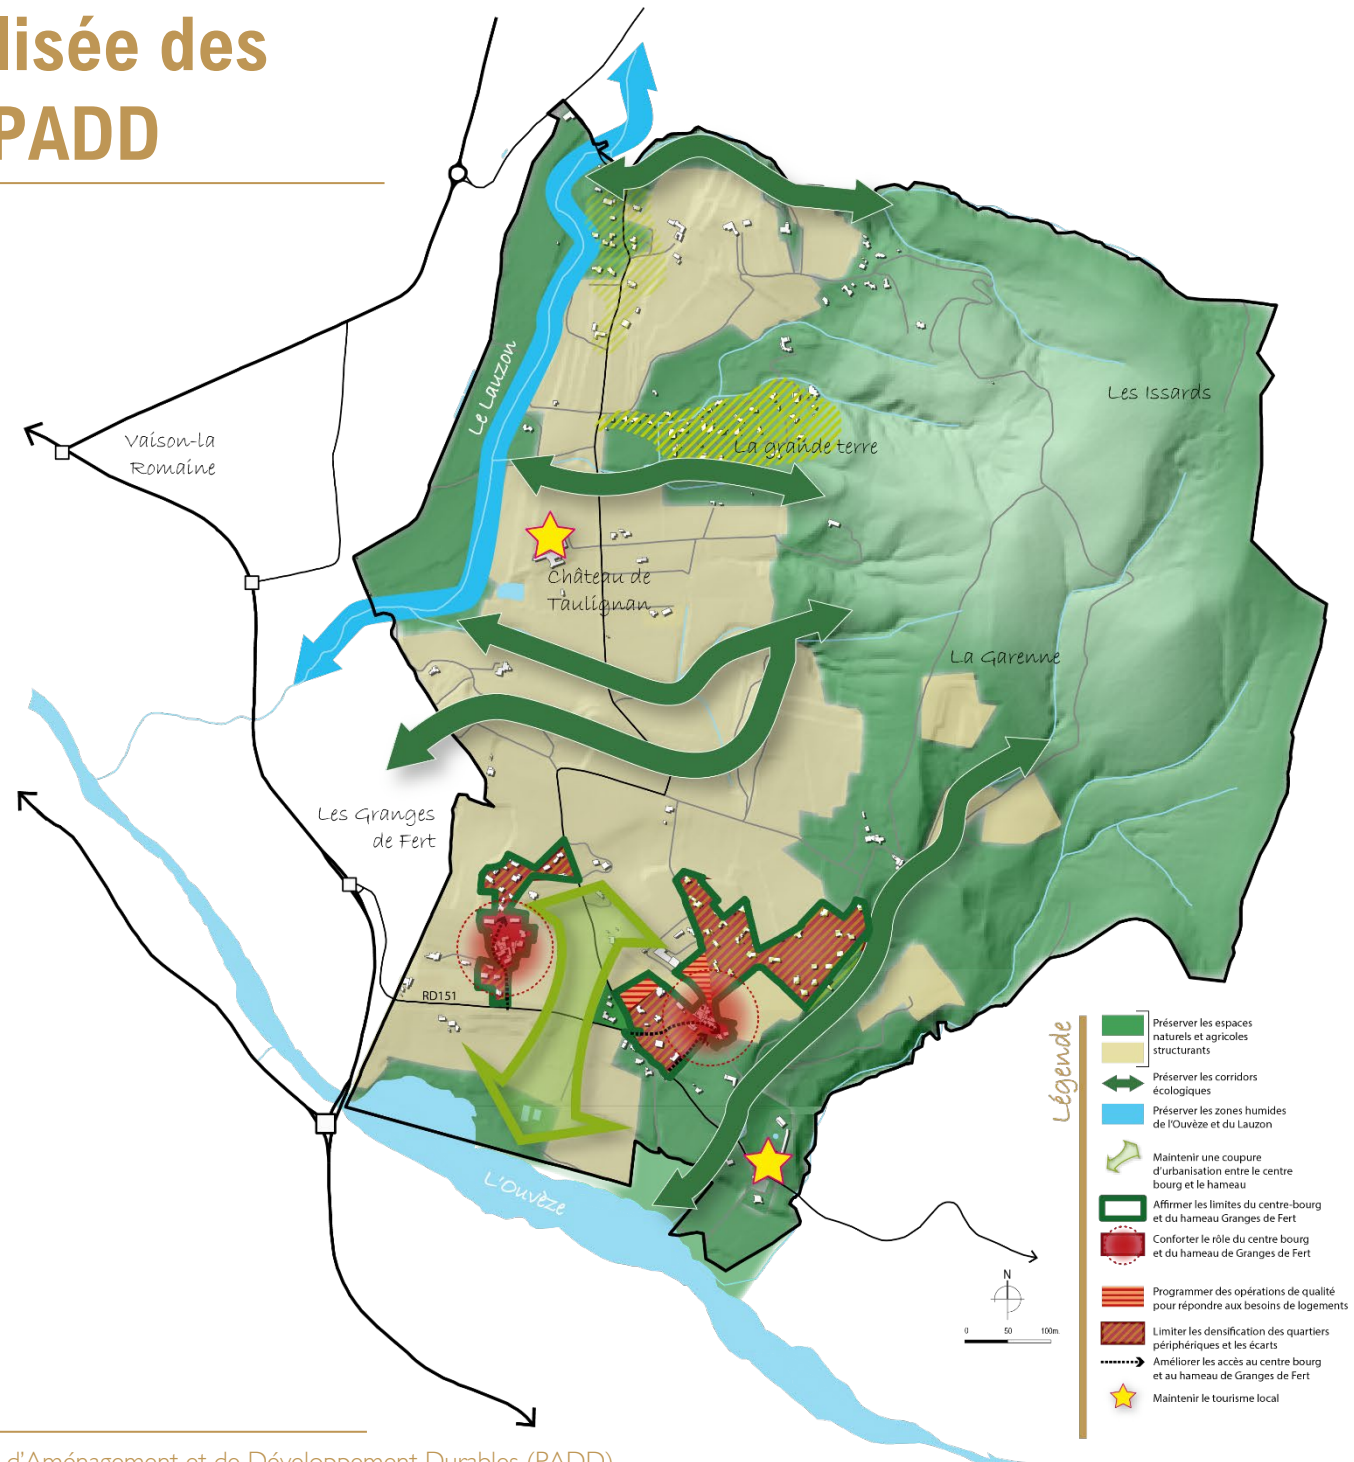 lisée des
PADD
Le Lauzon
Vaison-la
Romaine
Les Issards
La grande terre
Château de
Taulignan
La Garenne
Les Granges
de Fert
RD151
L'Ouvèze
Légende
Préserver les espaces
naturels et agricoles
structurants
Préserver les corridors
écologiques
Préserver les zones humides
de l'Ouvèze et du Lauzon
Maintenir une coupure
d'urbanisation entre le centre
bourg et le hameau
Affirmer les limites du centre-bourg
et du hameau Granges de Fert
Conforter le rôle du centre bourg
et du hameau de Granges de Fert
Programmer des opérations de qualité
pour répondre aux besoins de logements
Limiter les densification des quartiers
périphériques et les écarts
Améliorer les accès au centre bourg
et au hameau de Granges de Fert
Maintenir le tourisme local
N
0 50 100m.
d'Aménagement et de Développement Durables (PADD)